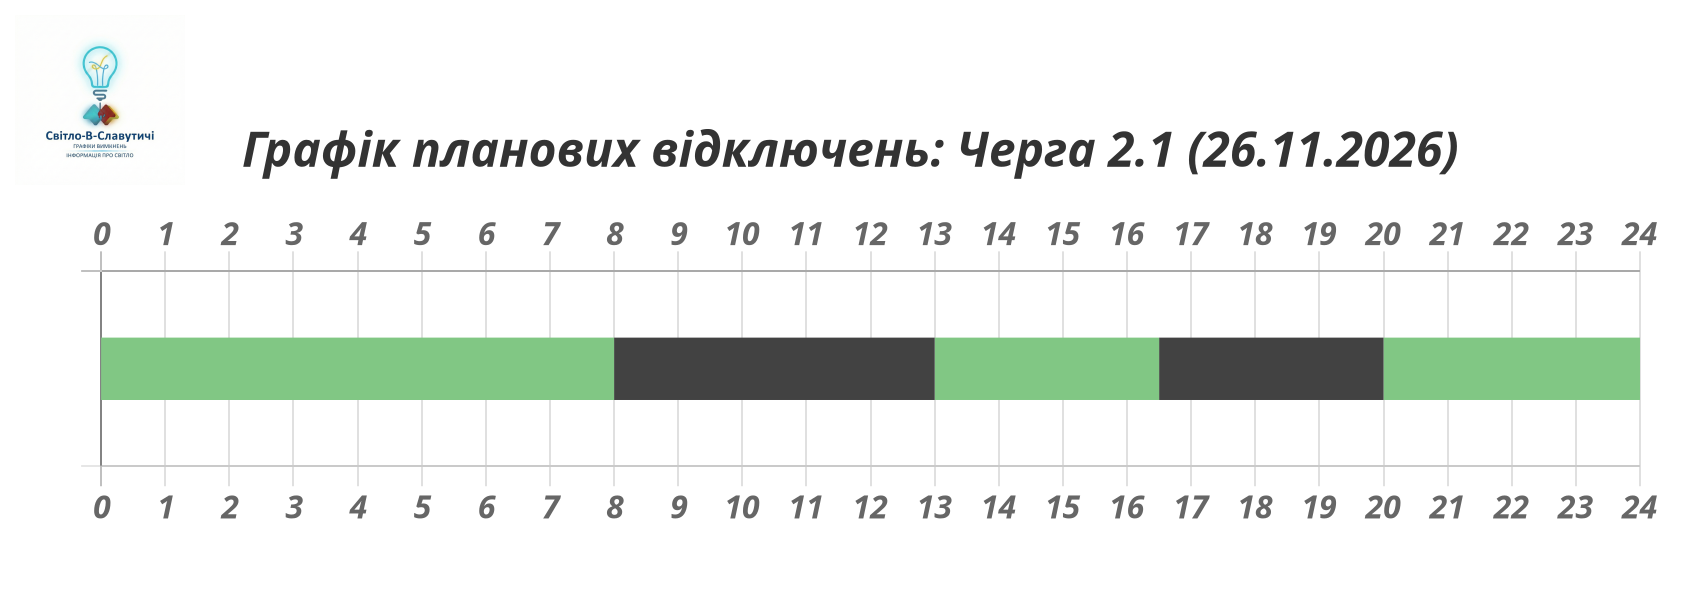 Світло-В-Славутичі
ГРАФІКИ ВИМКНЕНЬ
ІНФОРМАЦІЯ ПРО СВІТЛО
Графік планових відключень: Черга 2.1 (26.11.2026)
0 1 2 3 4 5 6 7 8 9 10 11 12 13 14 15 16 17 18 19 20 21 22 23 24
0 1 2 3 4 5 6 7 8 9 10 11 12 13 14 15 16 17 18 19 20 21 22 23 24